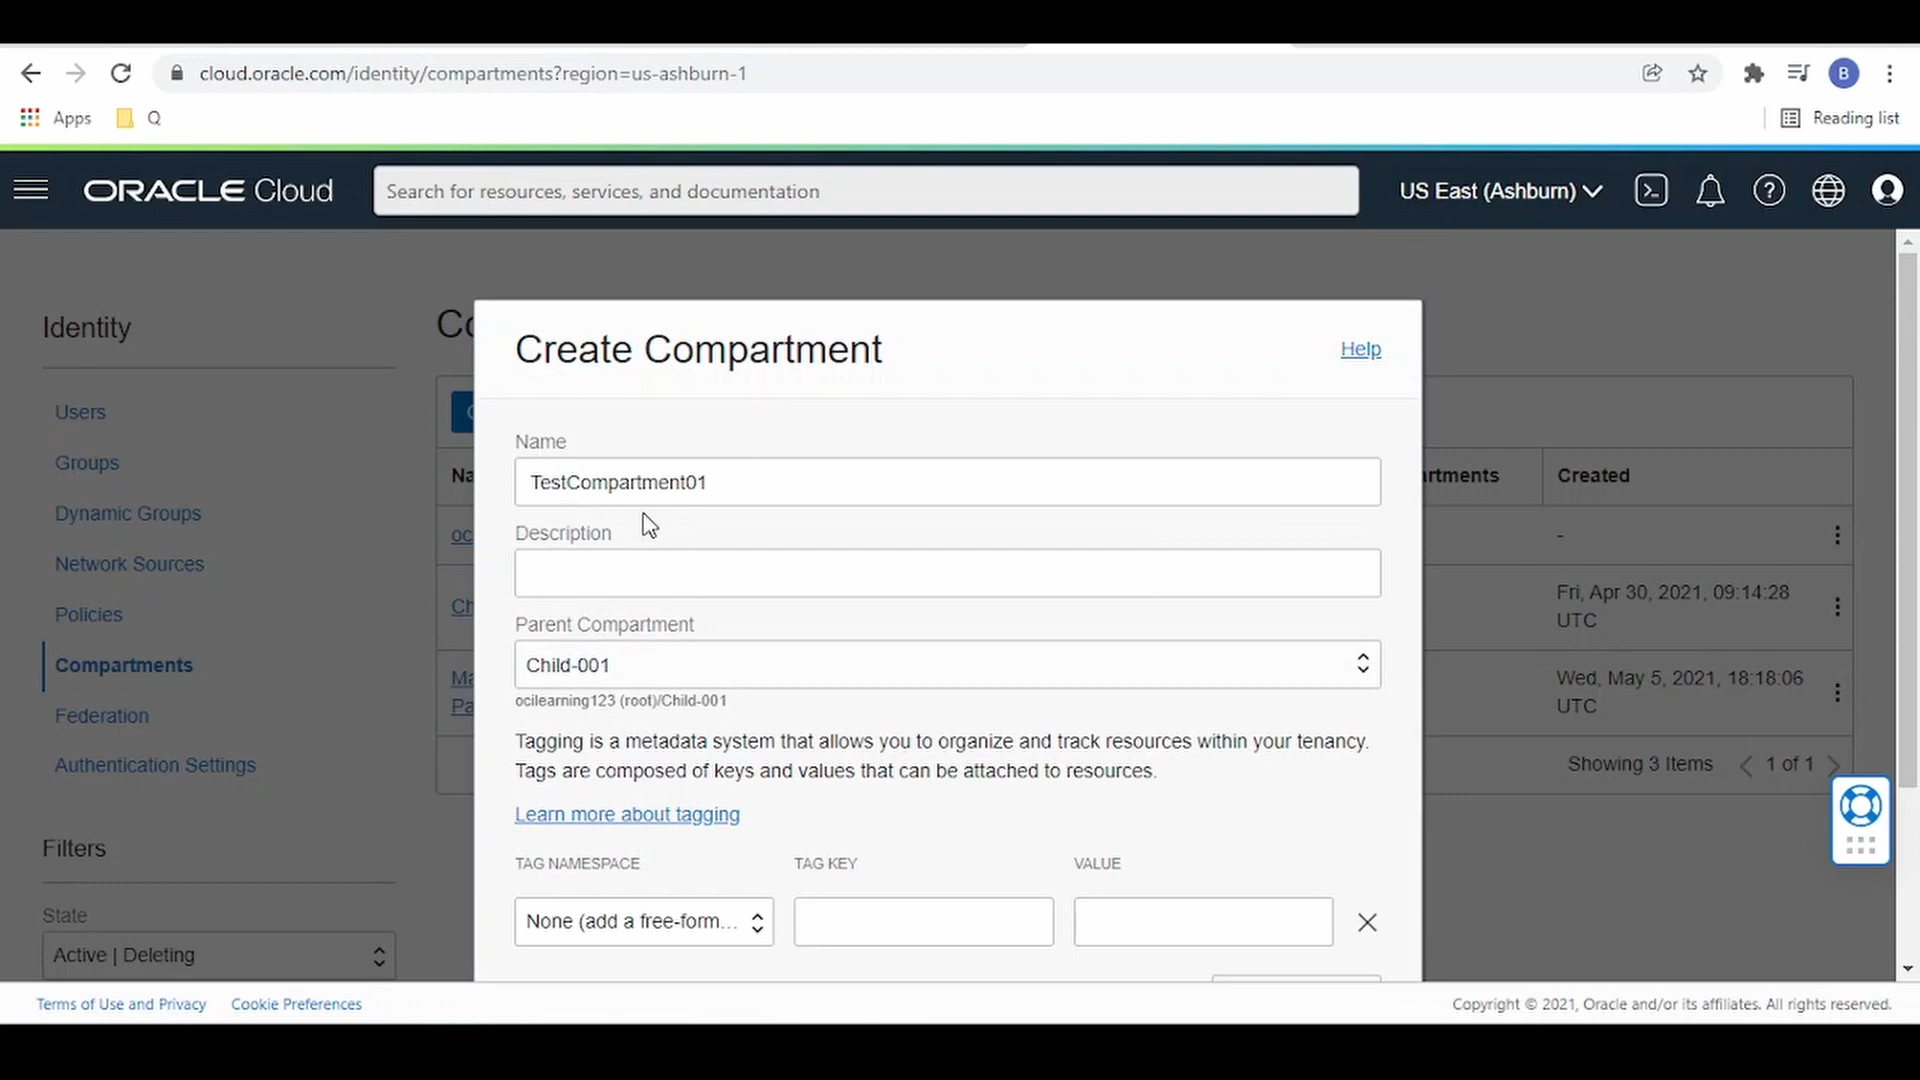 cloud.oracle.com/identity/compartments?region=us-ashburn-1
B
Apps
Q
Reading list
ORACLE Cloud
Search for resources, services, and documentation
US East (Ashburn)
Identity
Users
Groups
Dynamic Groups
Network Sources
Policies
Compartments
Federation
Authentication Settings
Filters
State
Active | Deleting
Co
Na
oc
Ch
Ma
Pa
Create Compartment
Help
Name
TestCompartment01
Description
Parent Compartment
Child-001
ocilearning123 (root)/Child-001
Tagging is a metadata system that allows you to organize and track resources within your tenancy.
Tags are composed of keys and values that can be attached to resources.
Learn more about tagging
TAG NAMESPACE
TAG KEY
VALUE
None (add a free-form...
rtments
Created
-
Fri, Apr 30, 2021, 09:14:28
UTC
Wed, May 5, 2021, 18:18:06
UTC
Showing 3 Items
1 of 1
Terms of Use and Privacy
Cookie Preferences
Copyright © 2021, Oracle and/or its affiliates. All rights reserved.